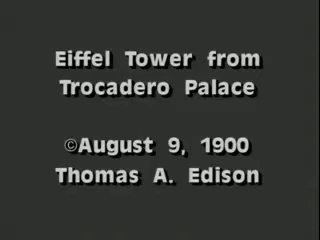 Eiffel Tower from
Trocadero Palace
©August 9, 1900
Thomas A. Edison